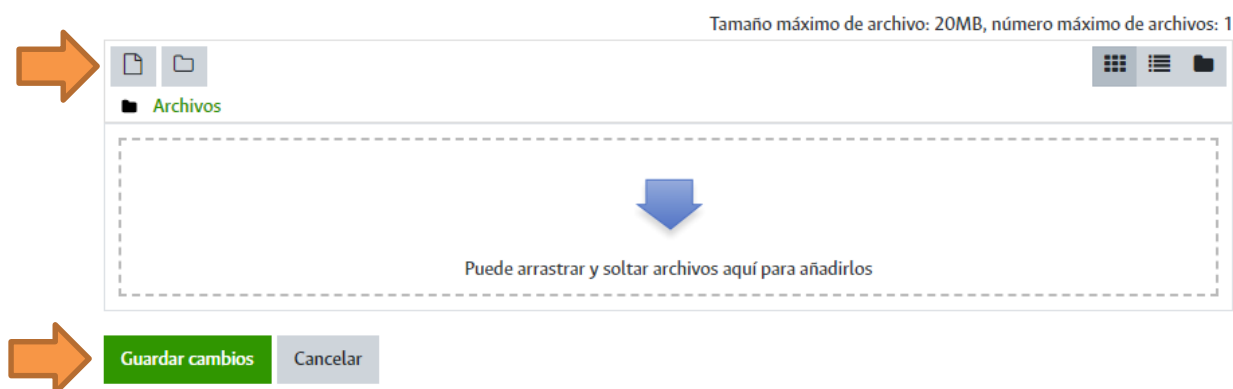 Tamaño máximo de archivo: 20MB, número máximo de archivos: 1
Archivos
Puede arrastrar y soltar archivos aquí para añadirlos
Guardar cambios Cancelar